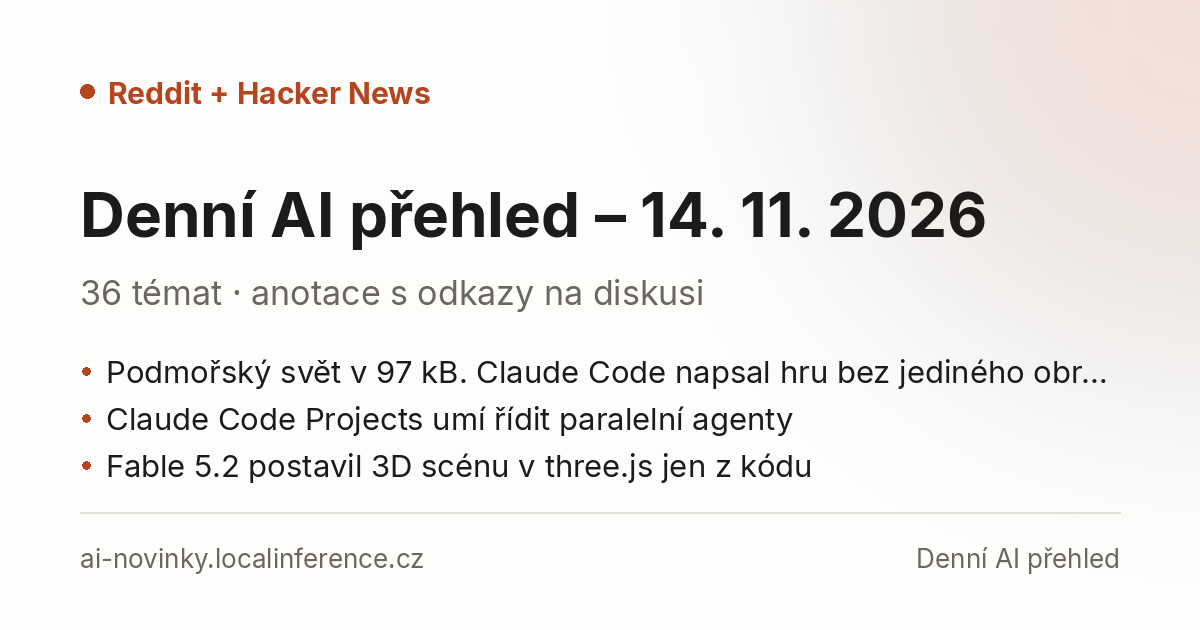 Reddit + Hacker News
Denní AI přehled – 14. 11. 2026
36 témat · anotace s odkazy na diskusi
• Podmořský svět v 97 kB. Claude Code napsal hru bez jediného obr…
• Claude Code Projects umí řídit paralelní agenty
• Fable 5.2 postavil 3D scénu v three.js jen z kódu
ai-novinky.localinference.cz
Denní AI přehled